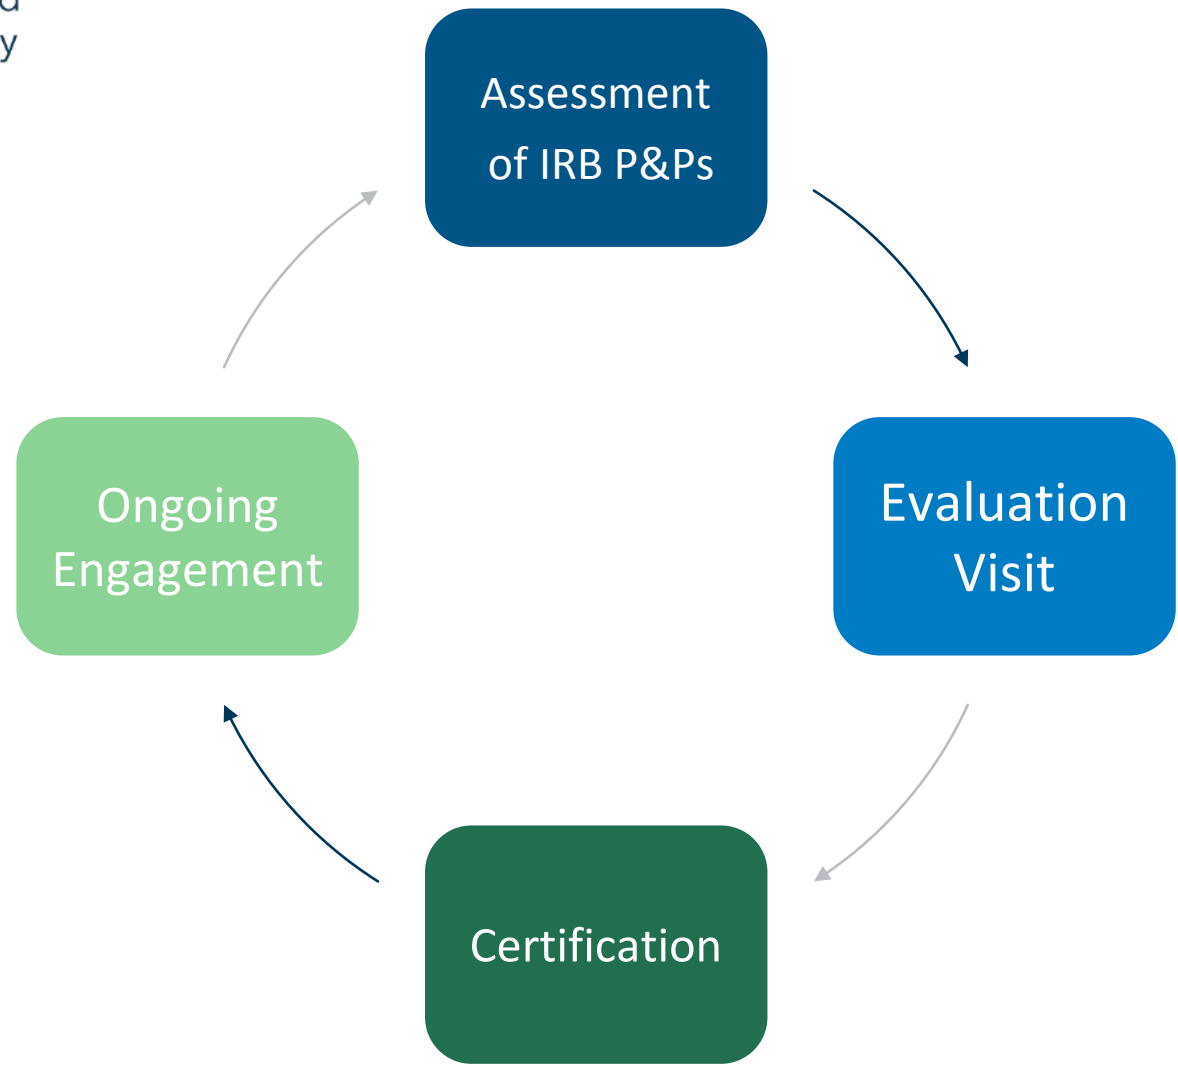 y
Assessment
of IRB P&Ps
Ongoing
Engagement
Evaluation
Visit
Certification